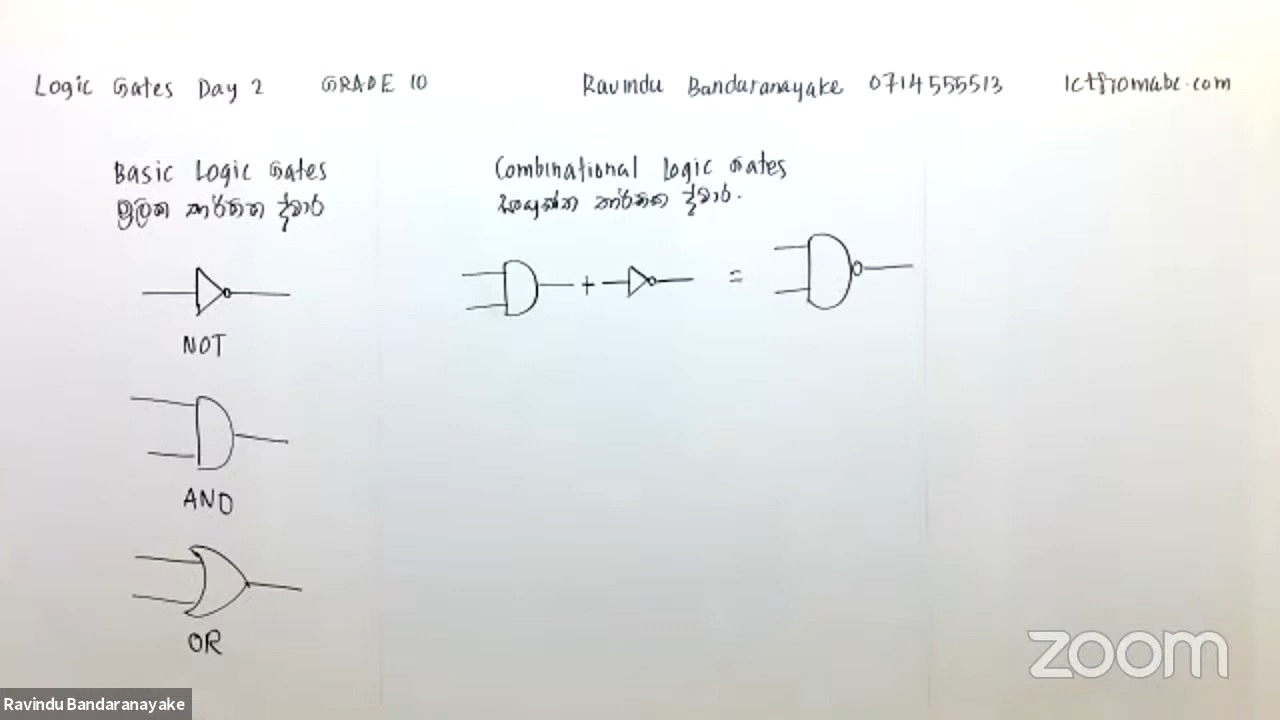 Logic Gates Day 2 GRADE 10 Ravindu Bandaranayake 0714555513 Ictfromabc.com
Basic Logic Gates
මූලික තාර්කික ද්වාර
Combinational Logic Gates
සංයුක්ත තාර්කික ද්වාර.
+ =
NOT
AND
OR
zoom
Ravindu Bandaranayake